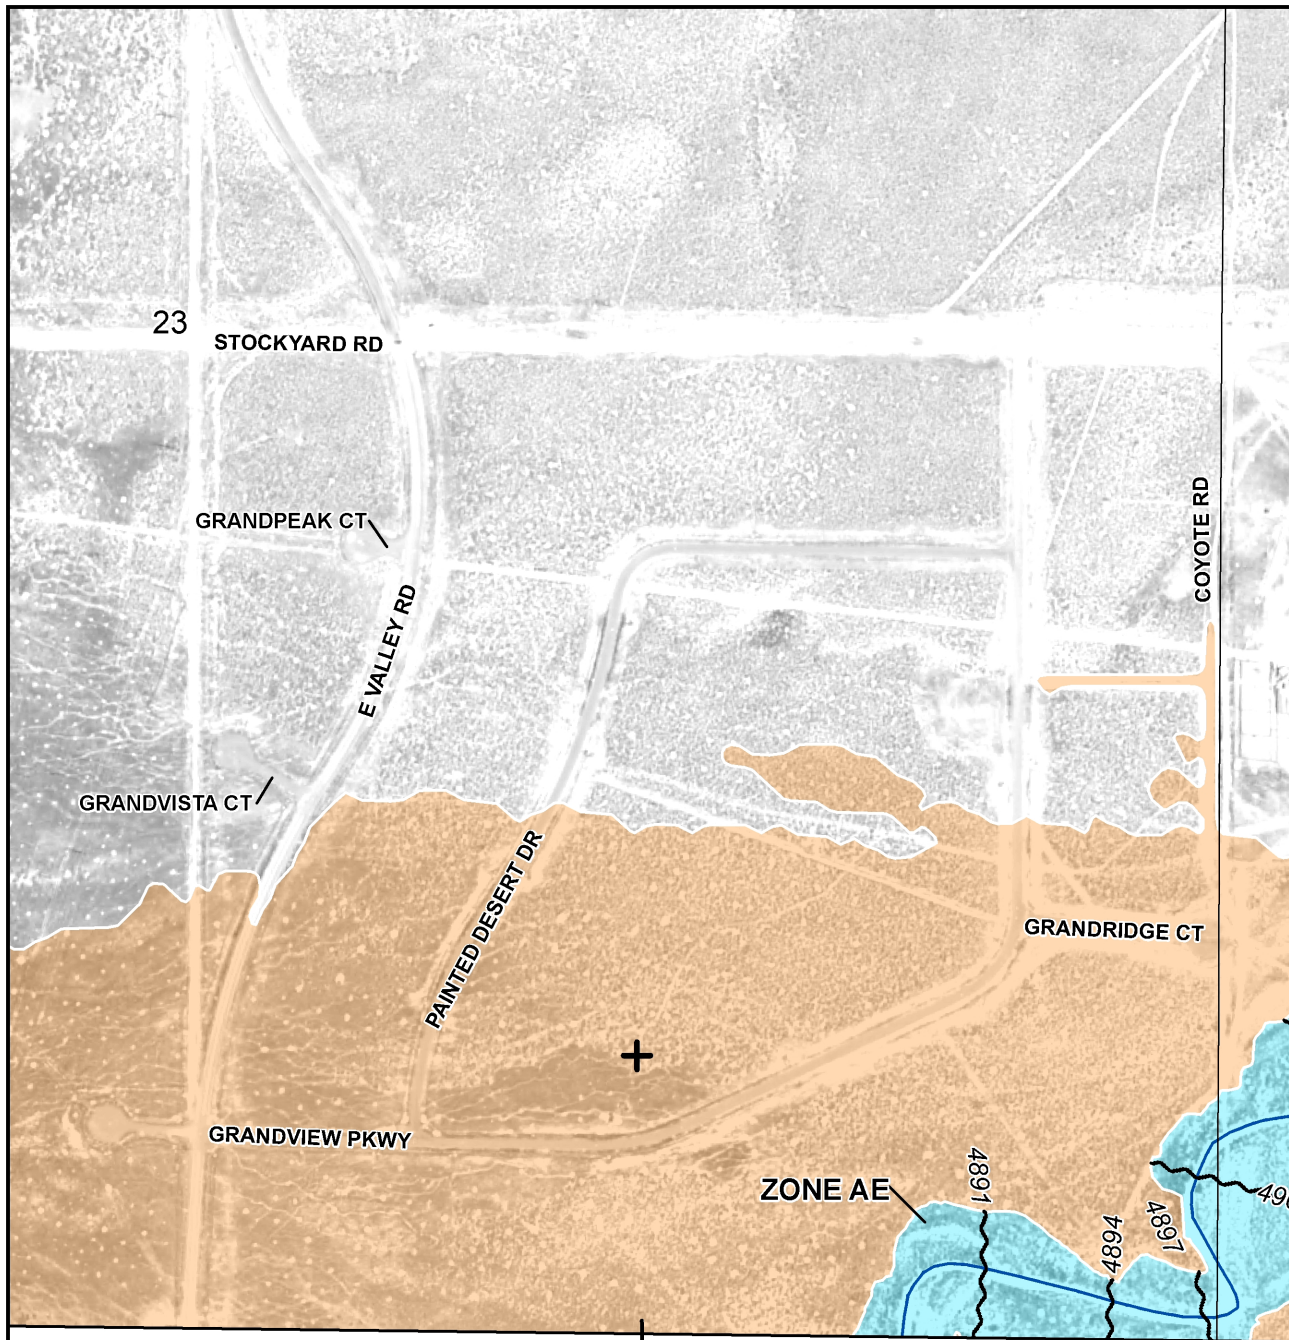 23
STOCKYARD RD
COYOTE RD
GRANDPEAK CT
E VALLEY RD
GRANDVISTA CT
PAINTED DESERT DR
GRANDRIDGE CT
GRANDVIEW PKWY
ZONE AE
4891
4894
4897